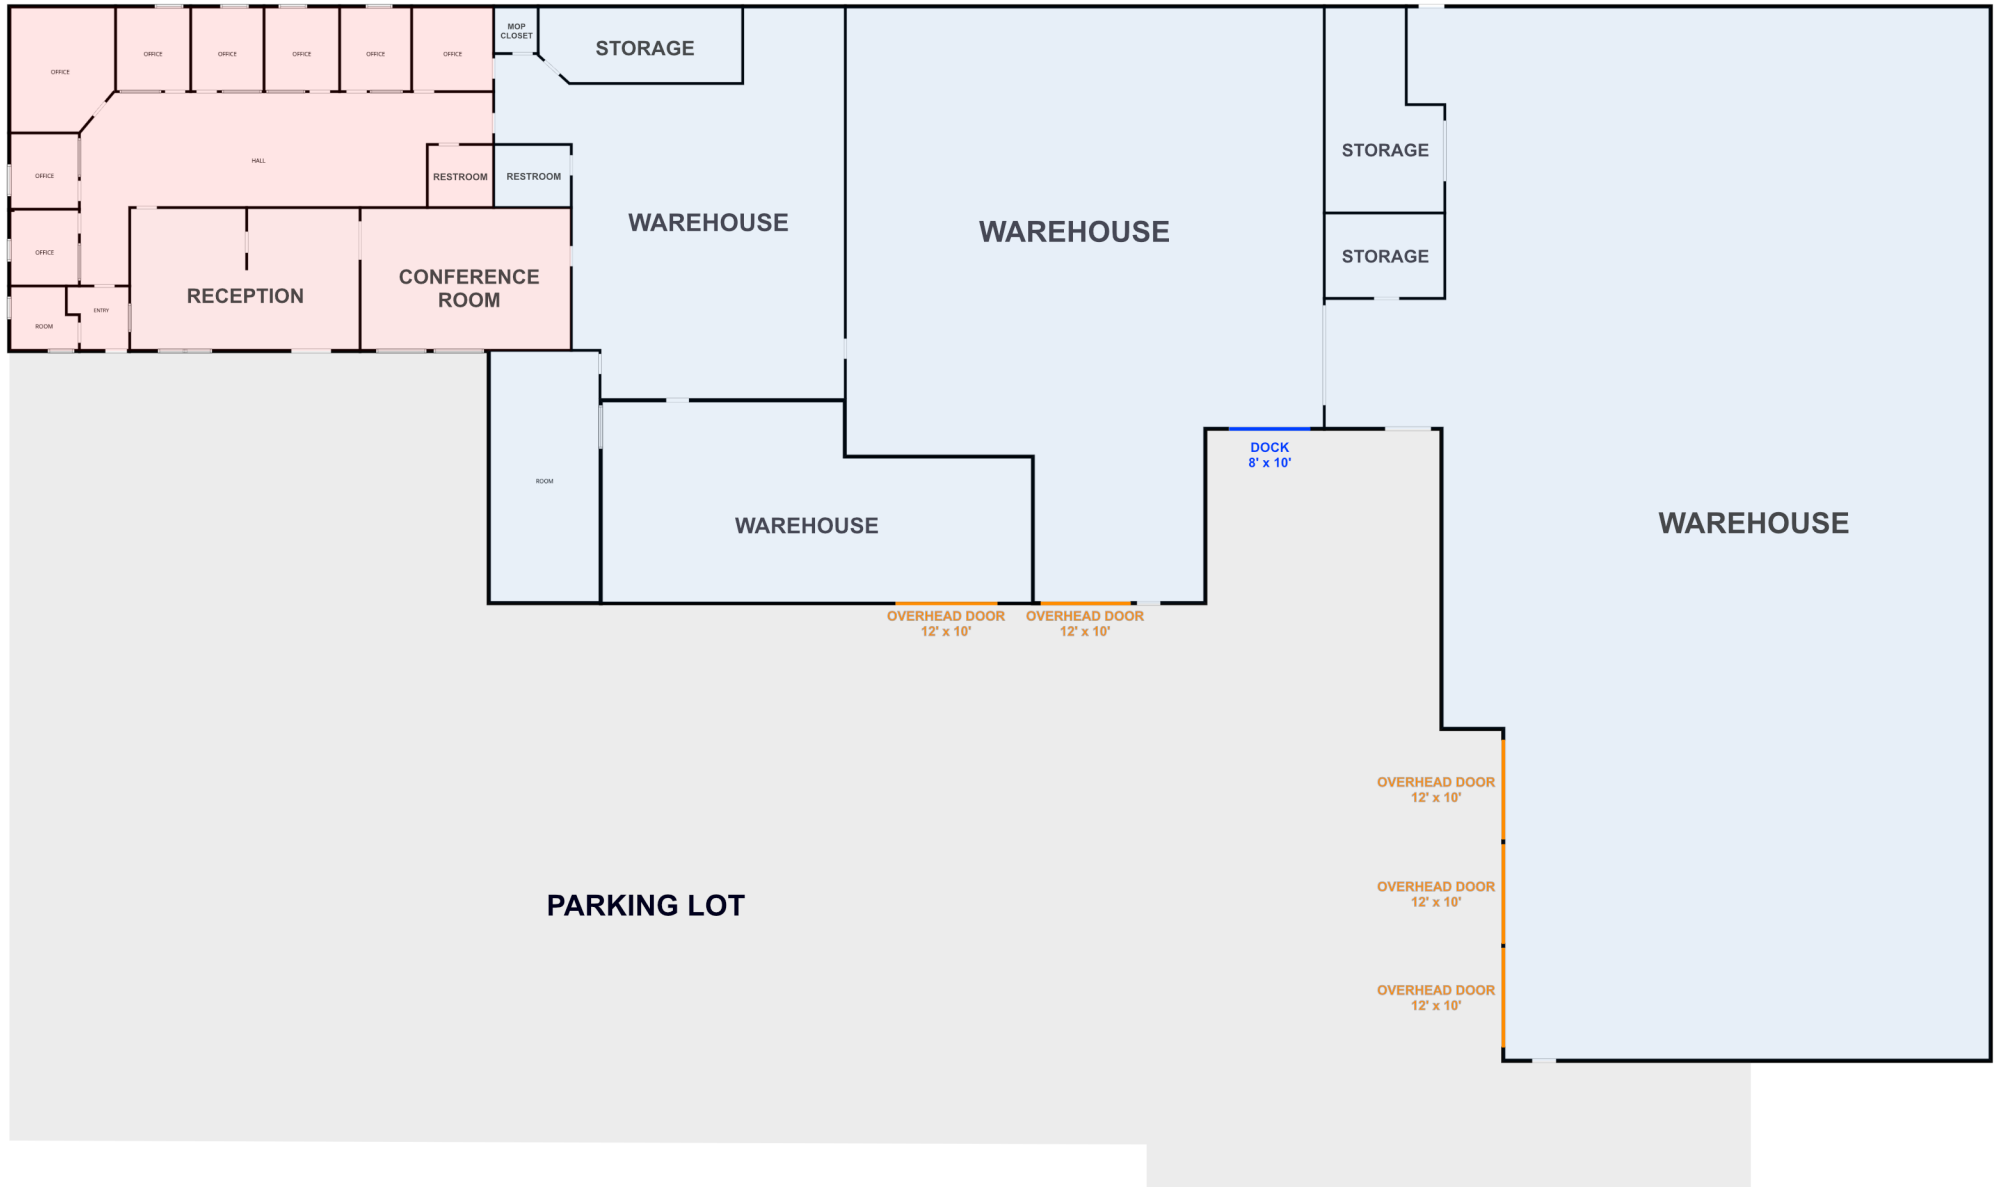 MOP
CLOSET
STORAGE
OFFICE
OFFICE
OFFICE
OFFICE
OFFICE
OFFICE
STORAGE
HALL
OFFICE
RESTROOM
RESTROOM
WAREHOUSE
WAREHOUSE
OFFICE
STORAGE
CONFERENCE
ROOM
RECEPTION
ENTRY
ROOM
DOCK
8' x 10'
ROOM
WAREHOUSE
WAREHOUSE
OVERHEAD DOOR
12' x 10'
OVERHEAD DOOR
12' x 10'
OVERHEAD DOOR
12' x 10'
OVERHEAD DOOR
12' x 10'
PARKING LOT
OVERHEAD DOOR
12' x 10'